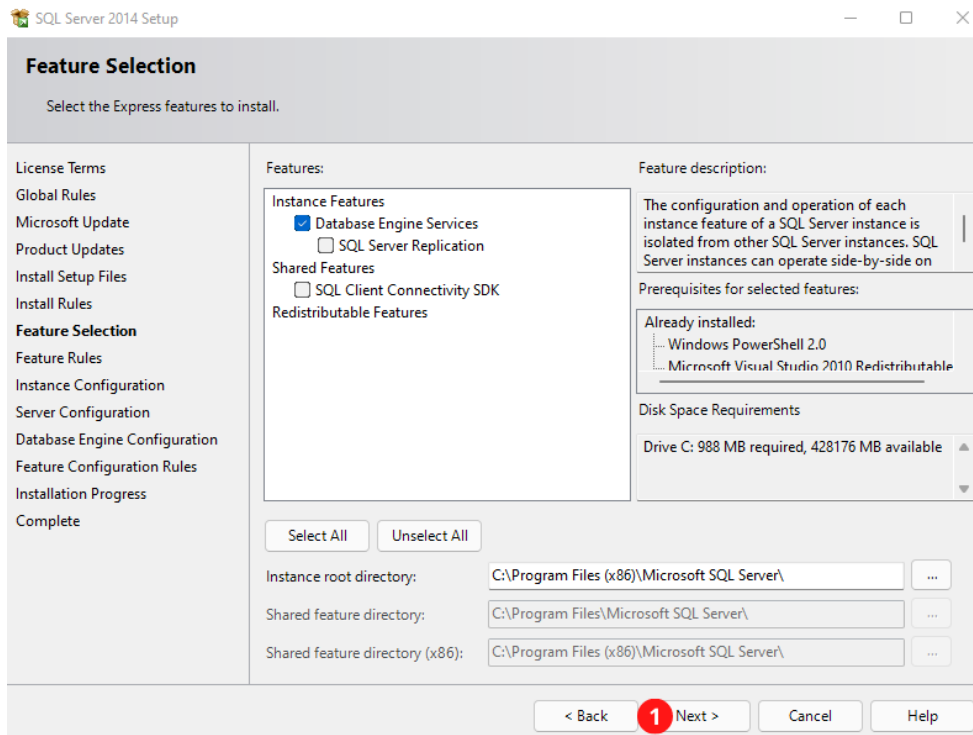 SQL Server 2014 Setup
Feature Selection
Select the Express features to install.
License Terms
Global Rules
Microsoft Update
Product Updates
Install Setup Files
Install Rules
Feature Selection
Feature Rules
Instance Configuration
Server Configuration
Database Engine Configuration
Feature Configuration Rules
Installation Progress
Complete
Features:
Instance Features
Database Engine Services
SQL Server Replication
Shared Features
SQL Client Connectivity SDK
Redistributable Features
Feature description:
The configuration and operation of each
instance feature of a SQL Server instance is
isolated from other SQL Server instances. SQL
Server instances can operate side-by-side on
Prerequisites for selected features:
Already installed:
Windows PowerShell 2.0
Microsoft Visual Studio 2010 Redistributable
Disk Space Requirements
Drive C: 988 MB required, 428176 MB available
Select All
Unselect All
Instance root directory:
C:\Program Files (x86)\Microsoft SQL Server\
...
Shared feature directory:
C:\Program Files\Microsoft SQL Server\
...
Shared feature directory (x86):
C:\Program Files (x86)\Microsoft SQL Server\
...
< Back
1
Next >
Cancel
Help